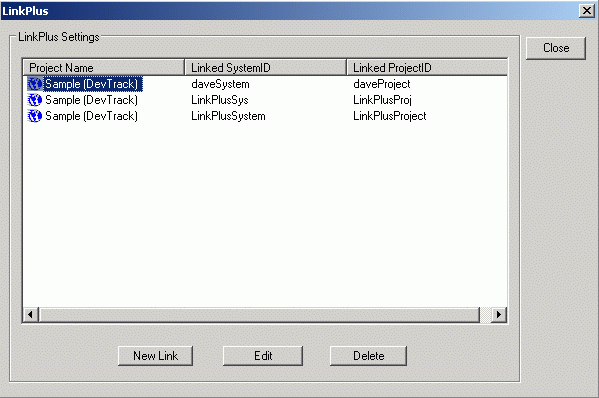 LinkPlus
LinkPlus Settings
Close
Project Name Linked SystemID Linked ProjectID
Sample (DevTrack) daveSystem daveProject
Sample (DevTrack) LinkPlusSys LinkPlusProj
Sample (DevTrack) LinkPlusSystem LinkPlusProject
New Link Edit Delete